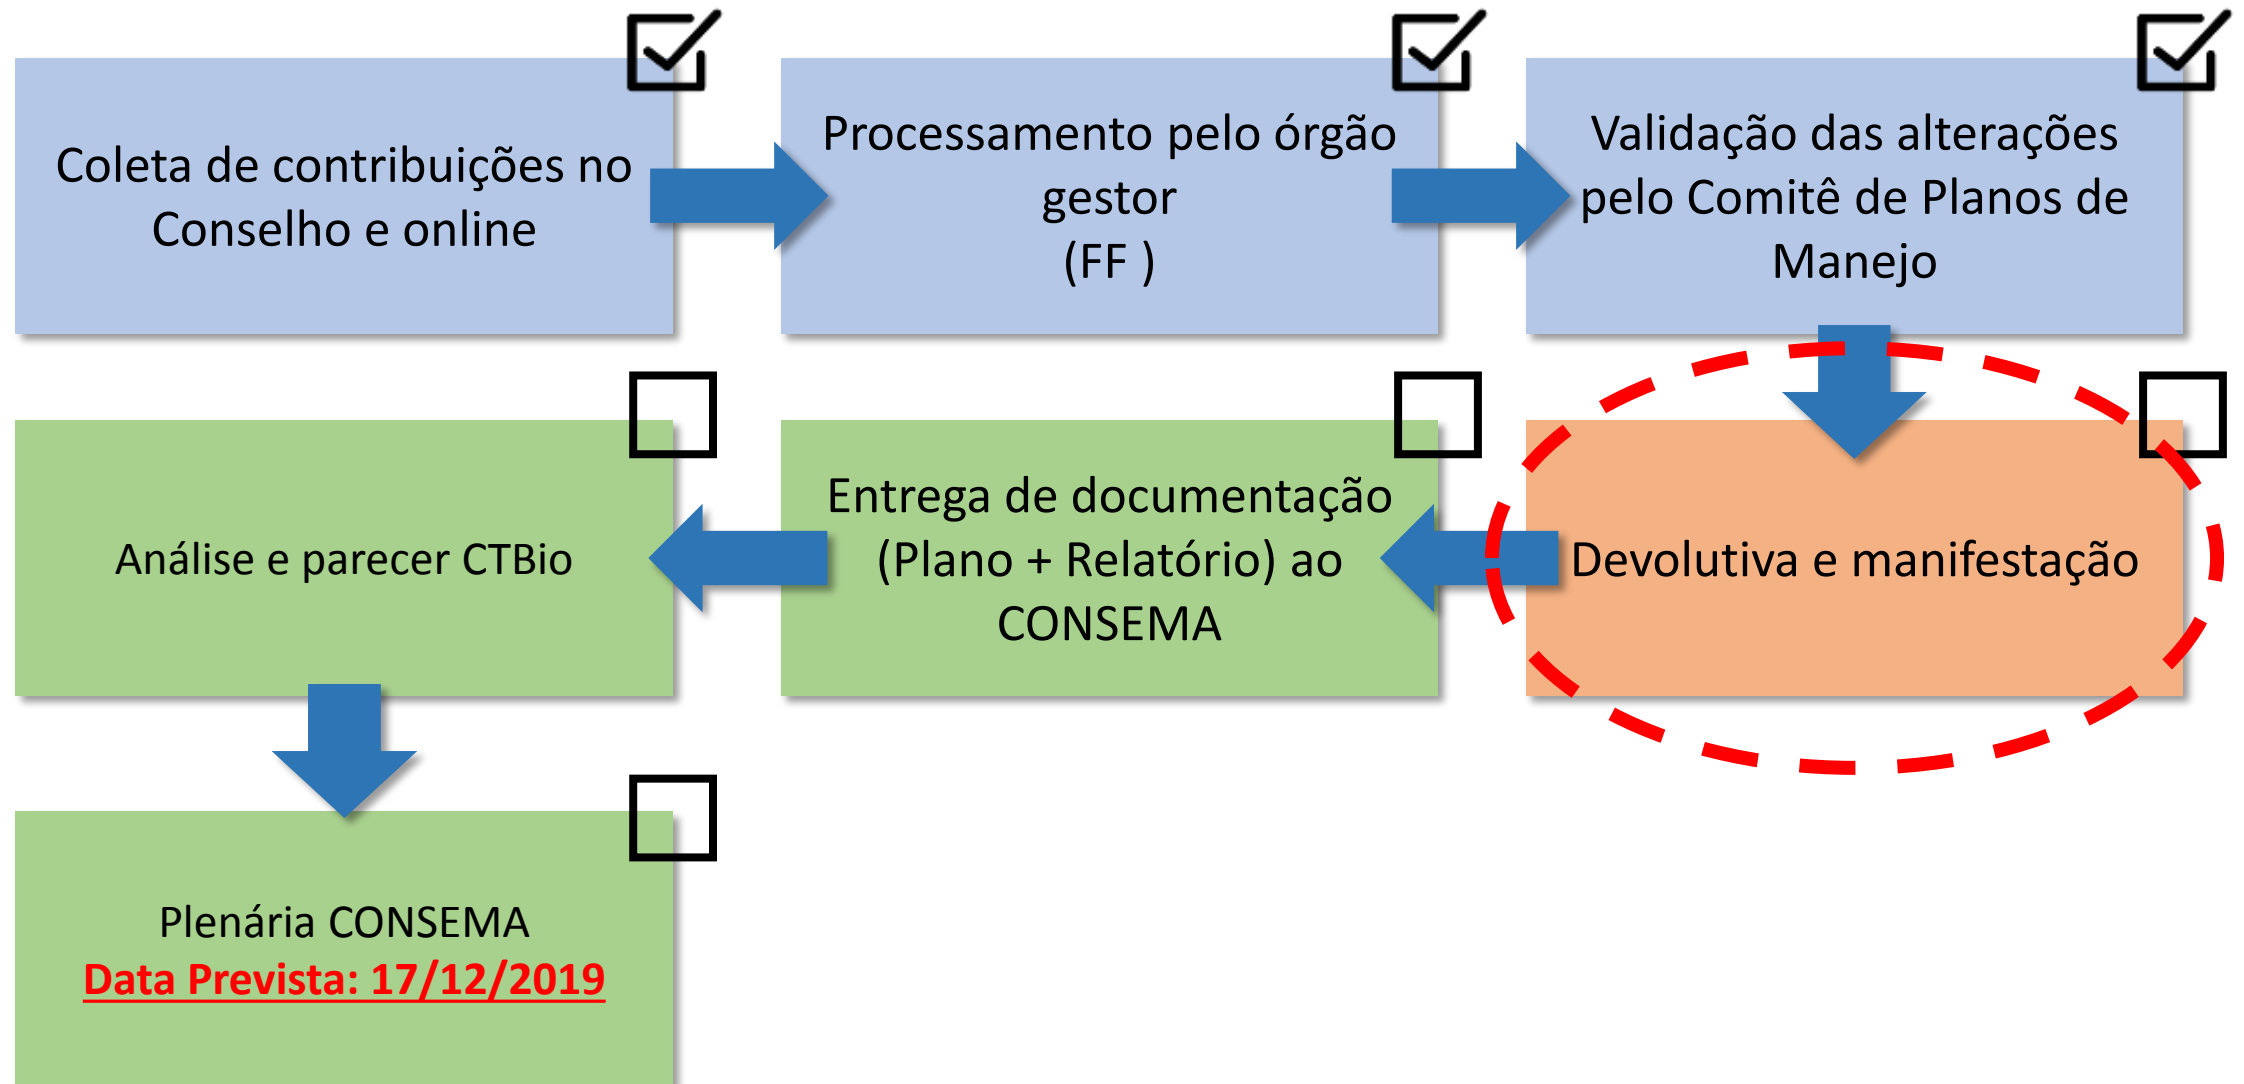 Coleta de contribuições no
Conselho e online
Processamento pelo órgão
gestor
(FF )
Validação das alterações
pelo Comitê de Planos de
Manejo
Devolutiva e manifestação
Entrega de documentação
(Plano + Relatório) ao
CONSEMA
Análise e parecer CTBio
Plenária CONSEMA
Data Prevista: 17/12/2019